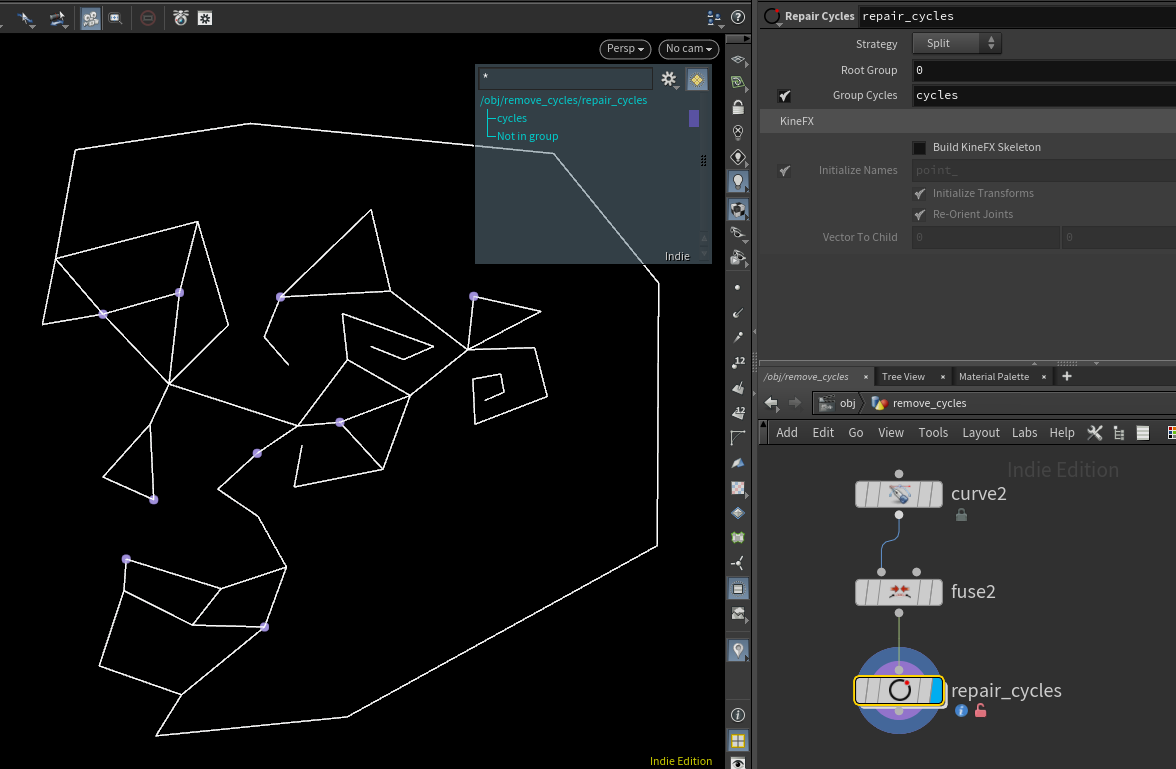 Persp
No cam
*
/obj/remove_cycles/repair_cycles
cycles
Not in group
Indie
12
12
Indie Edition
Repair Cycles repair_cycles
Strategy Split
Root Group 0
Group Cycles cycles
KineFX
Build KineFX Skeleton
Initialize Names point_
Initialize Transforms
Re-Orient Joints
Vector To Child 0 0
/obj/remove_cycles × Tree View × Material Palette × +
obj remove_cycles
Add Edit Go View Tools Layout Labs Help
Indie Edition
curve2
fuse2
repair_cycles